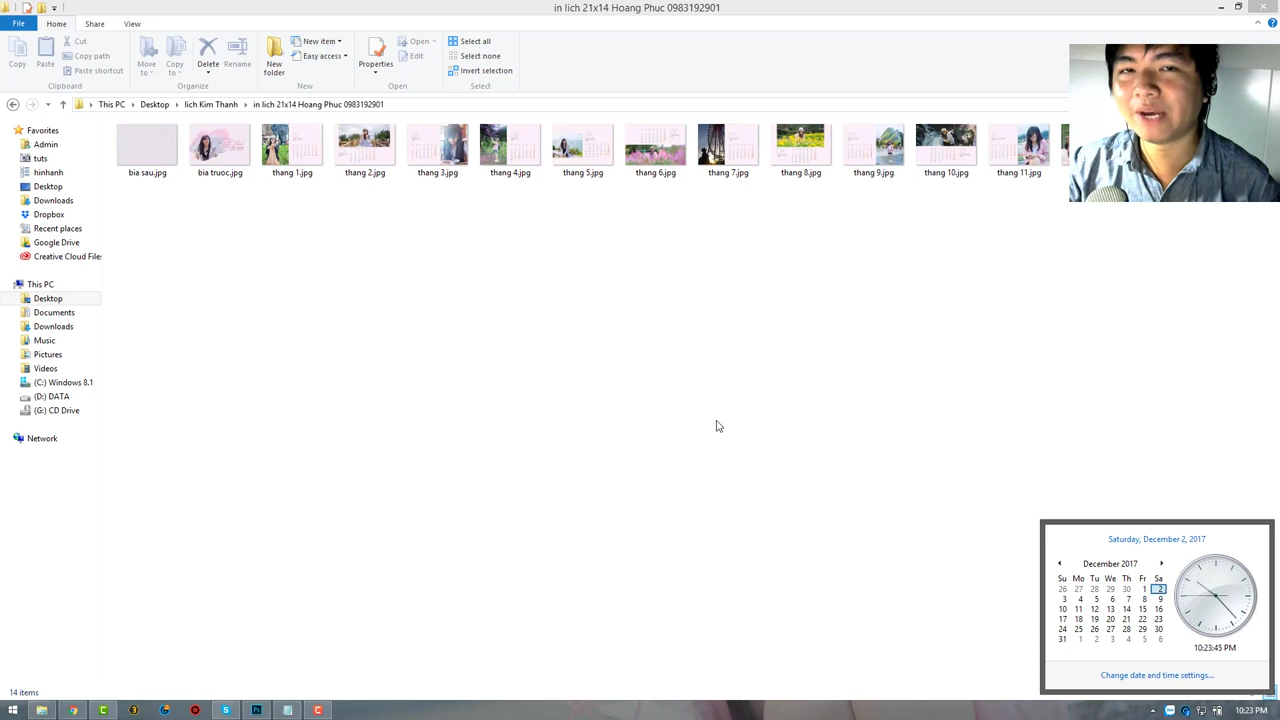 in lich 21x14 Hoang Phuc 0983192901
File Home Share View
Copy
Paste
Cut
Copy path
Paste shortcut
Clipboard
Move to
Copy to
Delete
Rename
Organize
New folder
New item
Easy access
New
Properties
Open
Edit
Open
Select all
Select none
Invert selection
Select
This PC Desktop lich Kim Thanh in lich 21x14 Hoang Phuc 0983192901
Favorites
Admin
tuts
hinhanh
Desktop
Downloads
Dropbox
Recent places
Google Drive
Creative Cloud Files
This PC
Desktop
Documents
Downloads
Music
Pictures
Videos
(C:) Windows 8.1
(D:) DATA
(G:) CD Drive
Network
bia sau.jpg bia truoc.jpg thang 1.jpg thang 2.jpg thang 3.jpg thang 4.jpg thang 5.jpg thang 6.jpg thang 7.jpg thang 8.jpg thang 9.jpg thang 10.jpg thang 11.jpg
Saturday, December 2, 2017
December 2017
Su Mo Tu We Th Fr Sa
26 27 28 29 30 1 2
3 4 5 6 7 8 9
10 11 12 13 14 15 16
17 18 19 20 21 22 23
24 25 26 27 28 29 30
31 1 2 3 4 5 6
10:23:45 PM
Change date and time settings...
14 items
10:23 PM